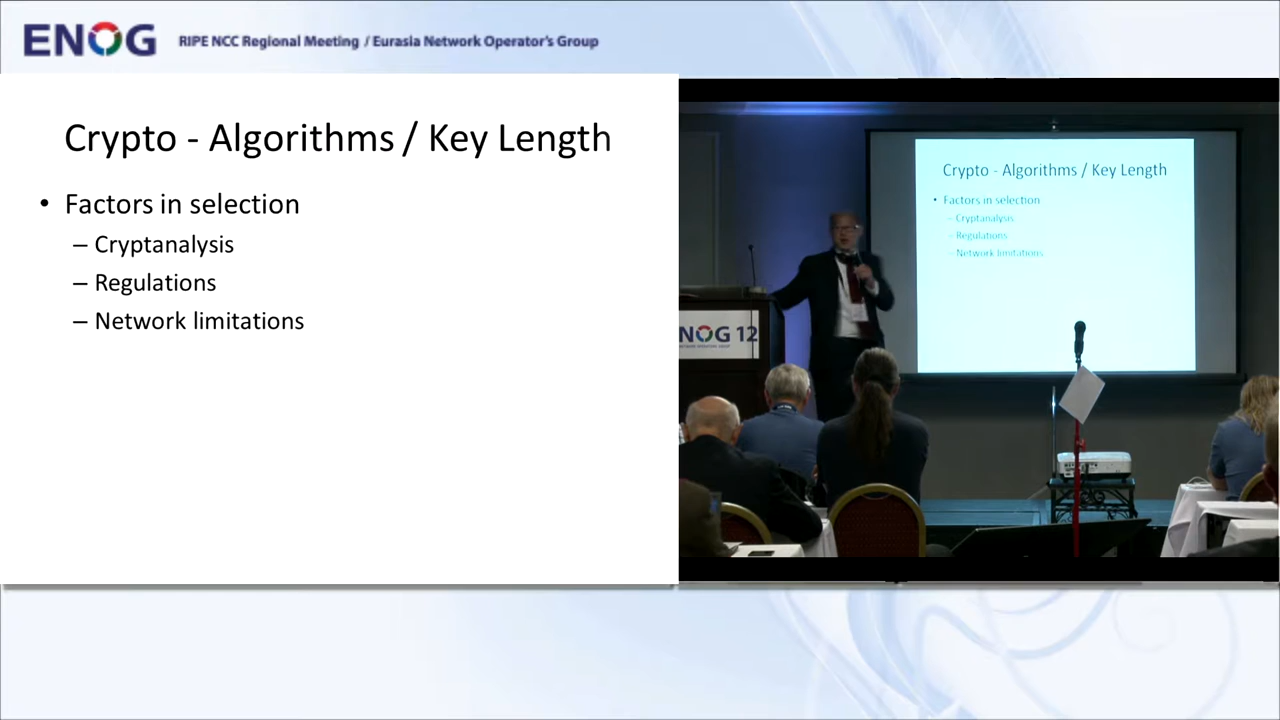 ENOG RIPE NCC Regional Meeting / Eurasia Network Operator's Group
Crypto - Algorithms / Key Length
• Factors in selection
– Cryptanalysis
– Regulations
– Network limitations
Crypto - Algorithms / Key Length
• Factors in selection
– Cryptanalysis
– Regulations
– Network limitations
NOG 12